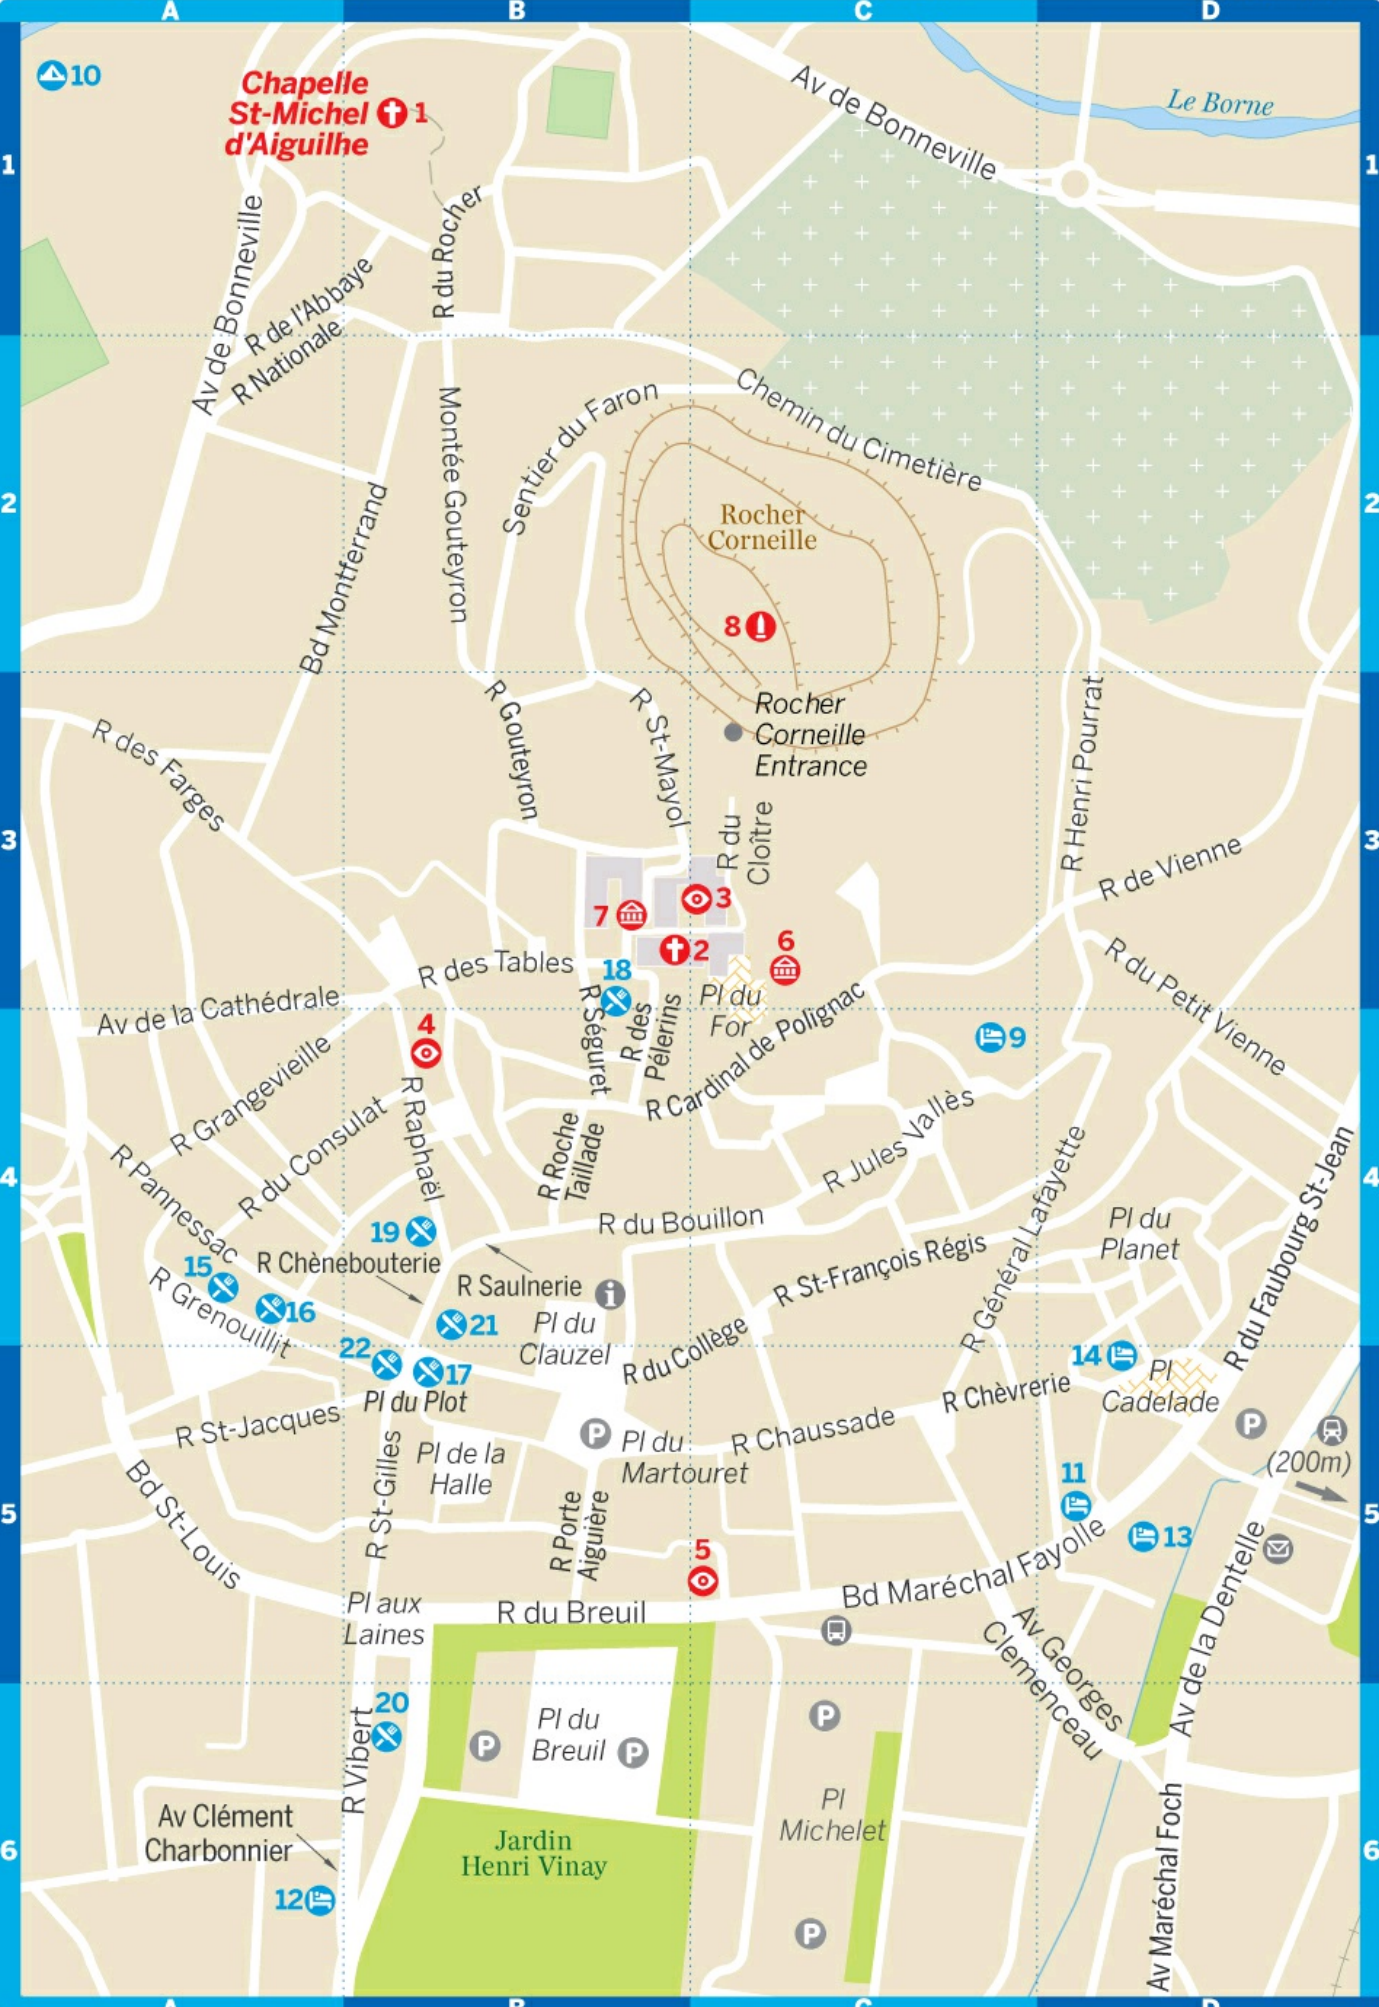 A
B
C
D
1
1
10
Chapelle
St-Michel
d'Aiguilhe
1
Av de Bonneville
Le Borne
Av de Bonneville
R du Rocher
R de l'Abbaye
R Nationale
2
2
Montée Gouteyron
Sentier du Faron
Chemin du Cimetière
Bd Montferrand
Rocher
Corneille
8
3
3
R des Farges
R Gouteyron
R St-Mayol
Rocher
Corneille
Entrance
R du
Cloître
R Henri Pourrat
R de Vienne
7
3
2
6
R des Tables
18
Av de la Cathédrale
Pl du
For
R du Petit Vienne
4
4
4
R Séguret
R des
Pélerins
R Cardinal de Polignac
9
R Grangevieille
R du Consulat
R Raphaël
R Roche
Taillade
R Jules Vallès
R Pannessac
19
R du Bouillon
R Général Lafayette
Pl du
Planet
R du Faubourg St-Jean
R Chènebouterie
R Saulnerie
R St-François Régis
15
16
R Grenouillit
21
Pl du
Clauzel
R du Collège
5
5
22
17
14
Pl
Cadelade
Pl du Plot
R St-Jacques
R Chèvrerie
Pl de la
Halle
Pl du
Martouret
R Chaussade
P
P
(200m)
Bd St-Louis
R St-Gilles
R Porte
Aiguière
11
13
5
Bd Maréchal Fayolle
Pl aux
Laines
R du Breuil
Av Georges
Clemenceau
Av de la Dentelle
6
6
20
R Vibert
P
Pl du
Breuil
P
P
Pl
Michelet
Av Clément
Charbonnier
Jardin
Henri Vinay
12
P
Av Maréchal Foch
A
B
C
D